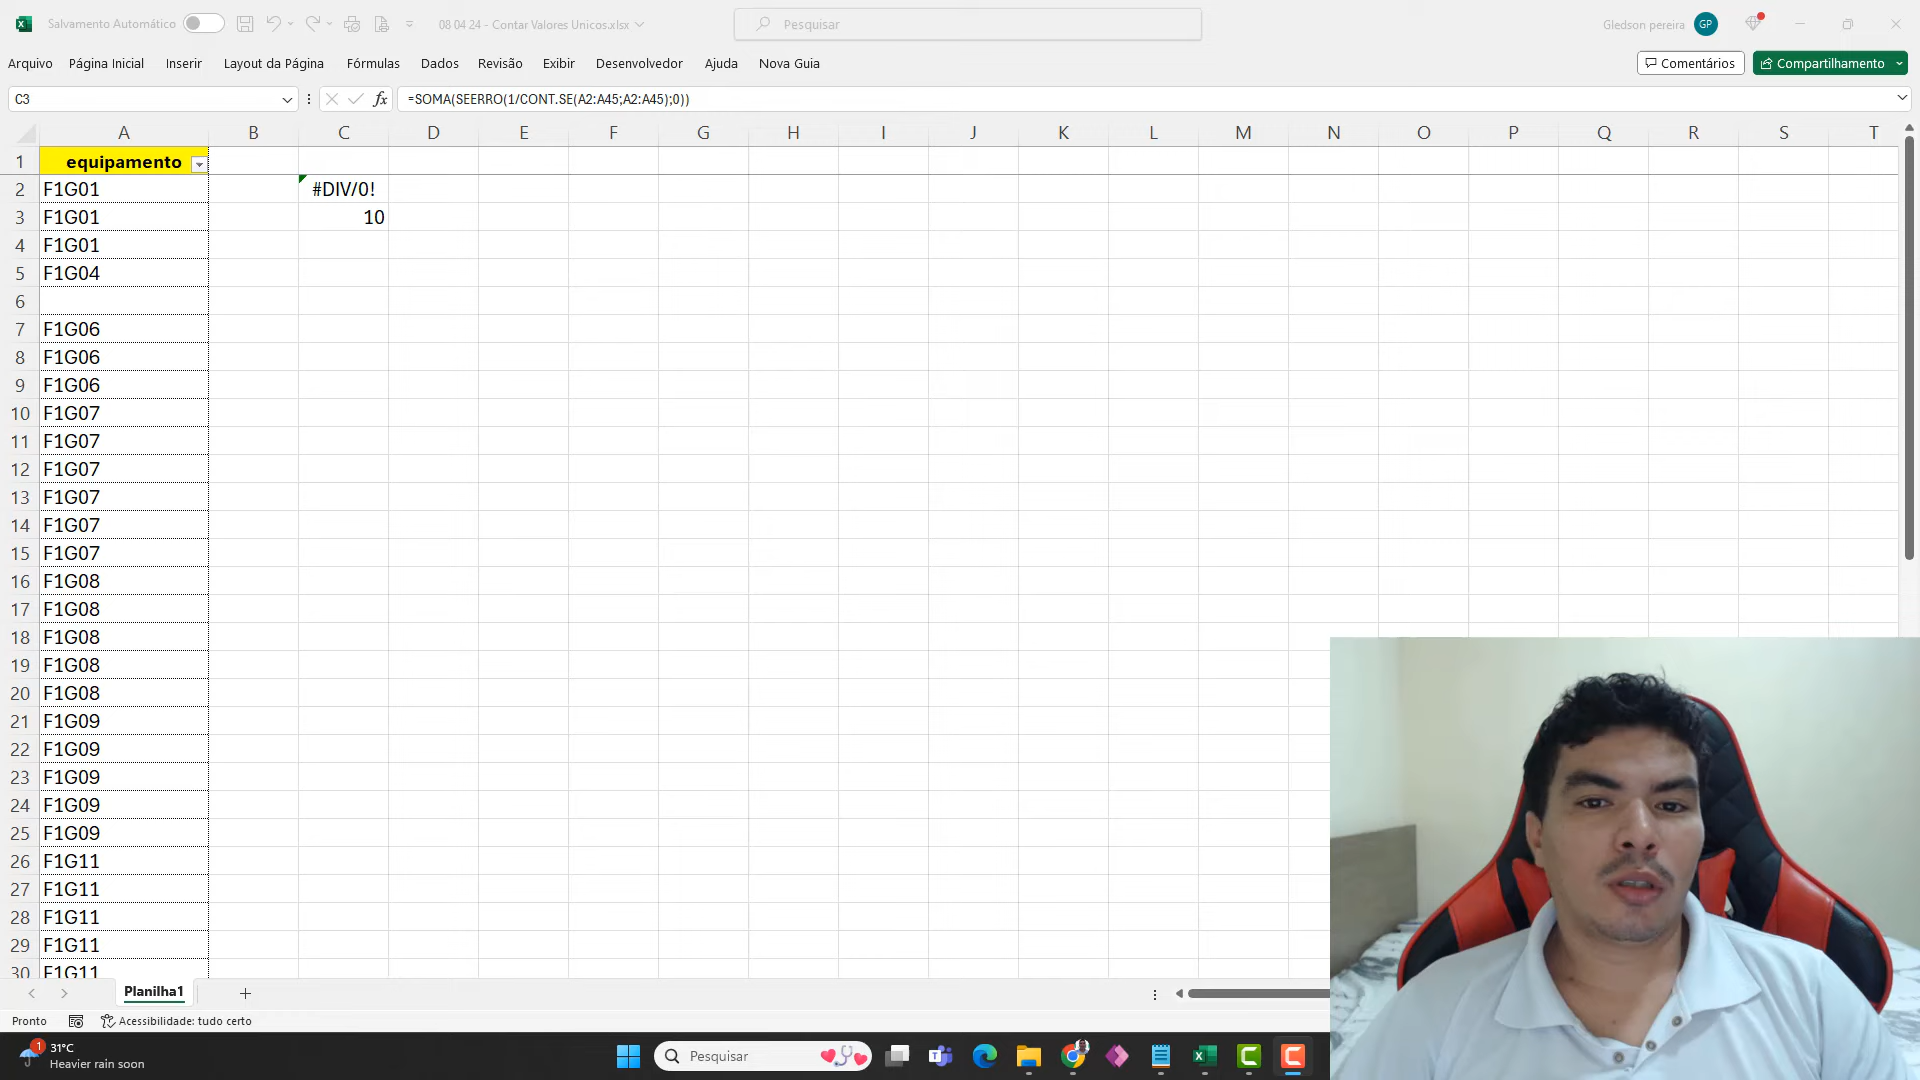 Salvamento Automático
08 04 24 - Contar Valores Unicos.xlsx
Pesquisar
Gledson pereira
GP
Arquivo Página Inicial Inserir Layout da Página Fórmulas Dados Revisão Exibir Desenvolvedor Ajuda Nova Guia
Comentários
Compartilhamento
C3
fx
=SOMA(SEERRO(1/CONT.SE(A2:A45;A2:A45);0))
A B C D E F G H I J K L M N O P Q R S T
1 equipamento
2 F1G01 #DIV/0!
3 F1G01 10
4 F1G01
5 F1G04
6
7 F1G06
8 F1G06
9 F1G06
10 F1G07
11 F1G07
12 F1G07
13 F1G07
14 F1G07
15 F1G07
16 F1G08
17 F1G08
18 F1G08
19 F1G08
20 F1G08
21 F1G09
22 F1G09
23 F1G09
24 F1G09
25 F1G09
26 F1G11
27 F1G11
28 F1G11
29 F1G11
30 F1G11
Planilha1
Pronto
Acessibilidade: tudo certo
1
31°C
Heavier rain soon
Pesquisar